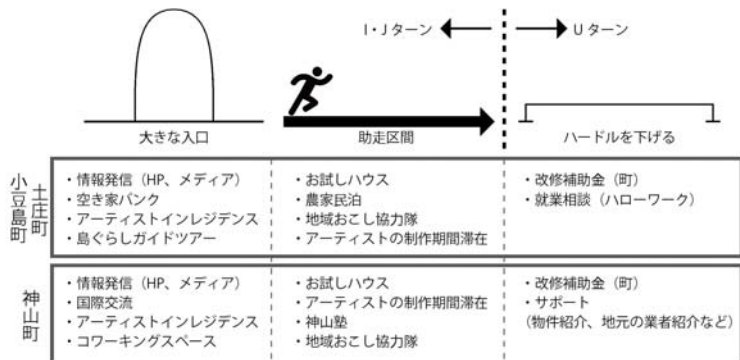 I・Jターン
Uターン
大きな入口
助走区間
ハードルを下げる
土庄町
小豆島町
・情報発信（HP、メディア）
・空き家バンク
・アーティストインレジデンス
・島ぐらしガイドツアー
・お試しハウス
・農家民泊
・地域おこし協力隊
・アーティストの制作期間滞在
・改修補助金（町）
・就業相談（ハローワーク）
神山町
・情報発信（HP、メディア）
・国際交流
・アーティストインレジデンス
・コワーキングスペース
・お試しハウス
・アーティストの制作期間滞在
・神山塾
・地域おこし協力隊
・改修補助金（町）
・サポート
（物件紹介、地元の業者紹介など）